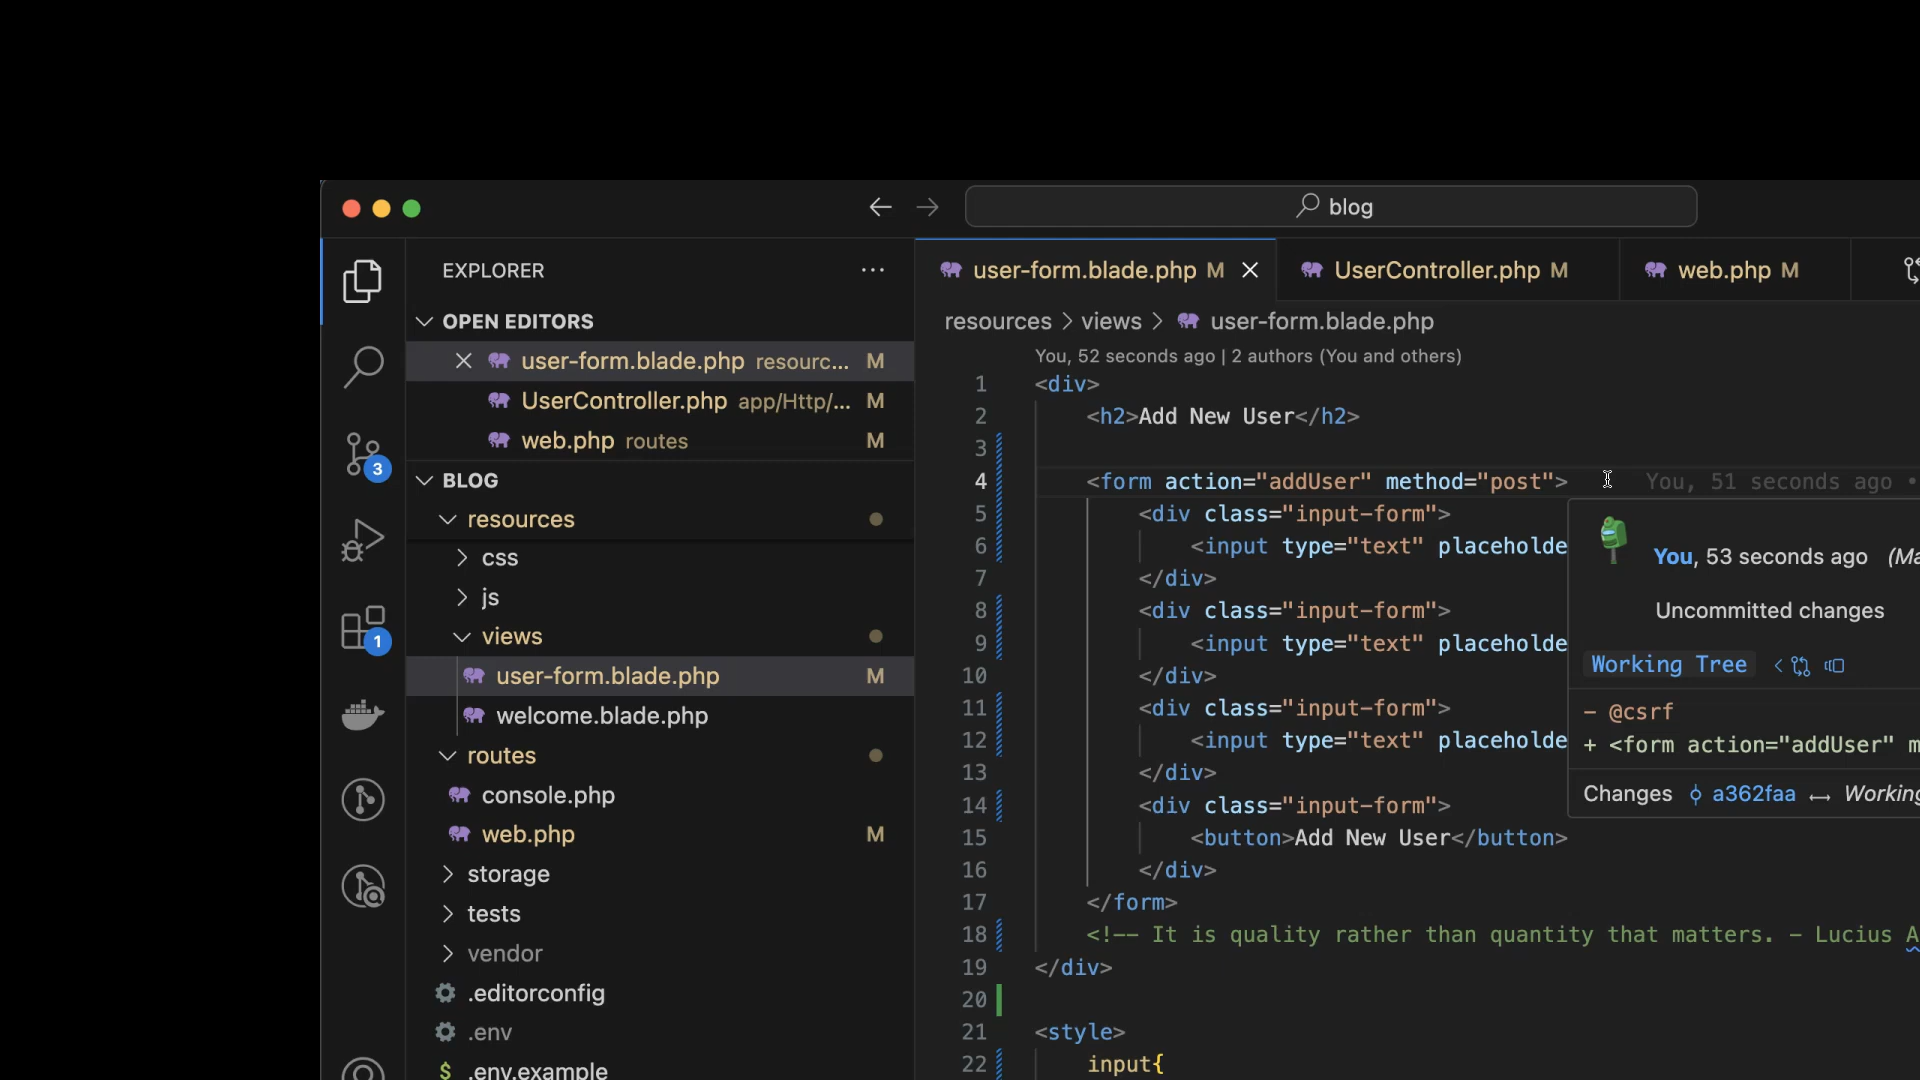 blog
EXPLORER
OPEN EDITORS
user-form.blade.php resourc... M
UserController.php app/Http/... M
web.php routes M
BLOG
resources
css
js
views
user-form.blade.php M
welcome.blade.php
routes
console.php
web.php M
storage
tests
vendor
.editorconfig
.env
.env.example
3
1
user-form.blade.php M
UserController.php M
web.php M
resources > views > user-form.blade.php
You, 52 seconds ago | 2 authors (You and others)
1 <div>
2 <h2>Add New User</h2>
3
4 <form action="addUser" method="post"> You, 51 seconds ago •
5 <div class="input-form">
6 <input type="text" placeholde
7 </div>
8 <div class="input-form">
9 <input type="text" placeholde
10 </div>
11 <div class="input-form">
12 <input type="text" placeholde
13 </div>
14 <div class="input-form">
15 <button>Add New User</button>
16 </div>
17 </form>
18 <!-- It is quality rather than quantity that matters. - Lucius A
19 </div>
20
21 <style>
22 input{
You, 53 seconds ago (Ma
Uncommitted changes
Working Tree
- @csrf
+ <form action="addUser" m
Changes a362faa ↔ Working